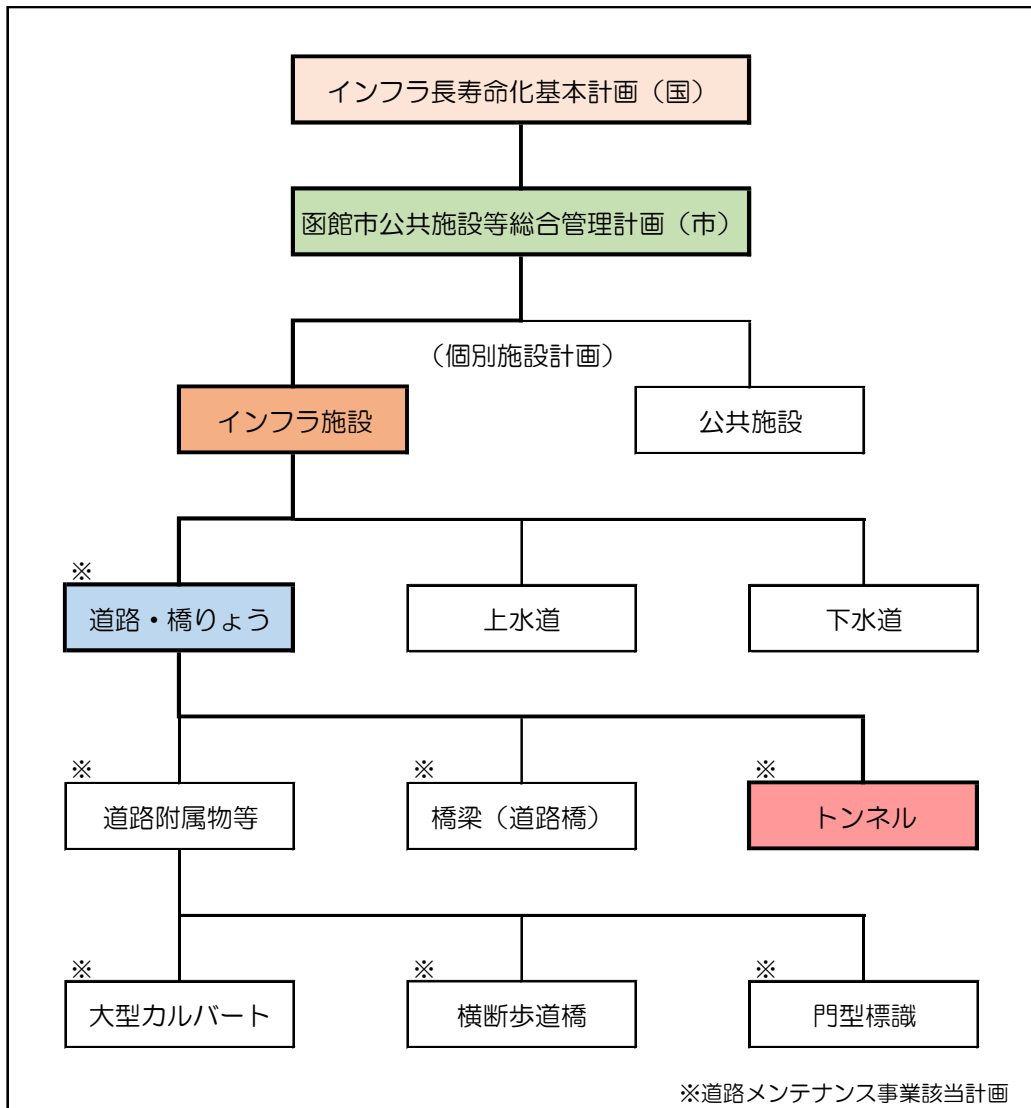 インフラ長寿命化基本計画（国）
函館市公共施設等総合管理計画（市）
（個別施設計画）
インフラ施設
公共施設
※
道路・橋りょう
上水道
下水道
※
道路附属物等
※
橋梁（道路橋）
※
トンネル
※
大型カルバート
※
横断歩道橋
※
門型標識
※道路メンテナンス事業該当計画